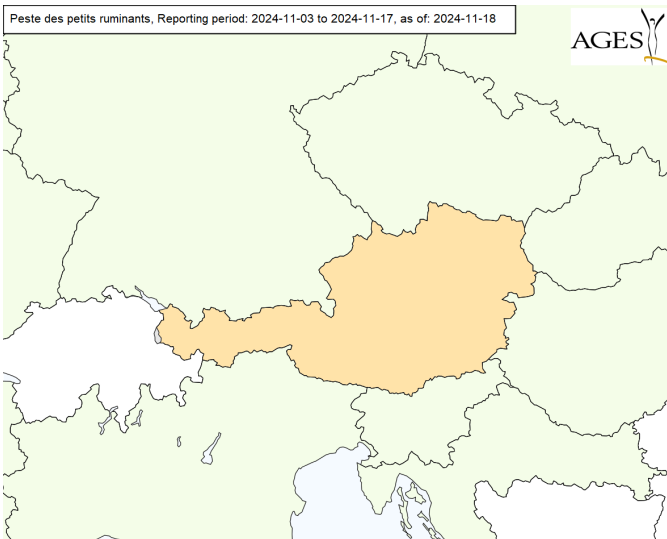 Peste des petits ruminants, Reporting period: 2024-11-03 to 2024-11-17, as of: 2024-11-18
AGES